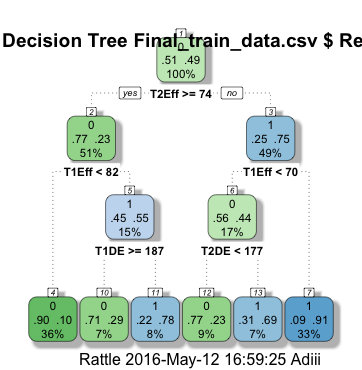 Decision Tree Final_train_data.csv $ Re
1
0
.51 .49
100%
yes T2Eff >= 74 no
2 3
0 1
.77 .23 .25 .75
51% 49%
T1Eff < 82 T1Eff < 70
5 6
1 0
.45 .55 .56 .44
15% 17%
T1DE >= 187 T2DE < 177
4 10 11 12 13 7
0 0 1 0 1 1
.90 .10 .71 .29 .22 .78 .77 .23 .31 .69 .09 .91
36% 7% 8% 9% 7% 33%
Rattle 2016-May-12 16:59:25 Adiii